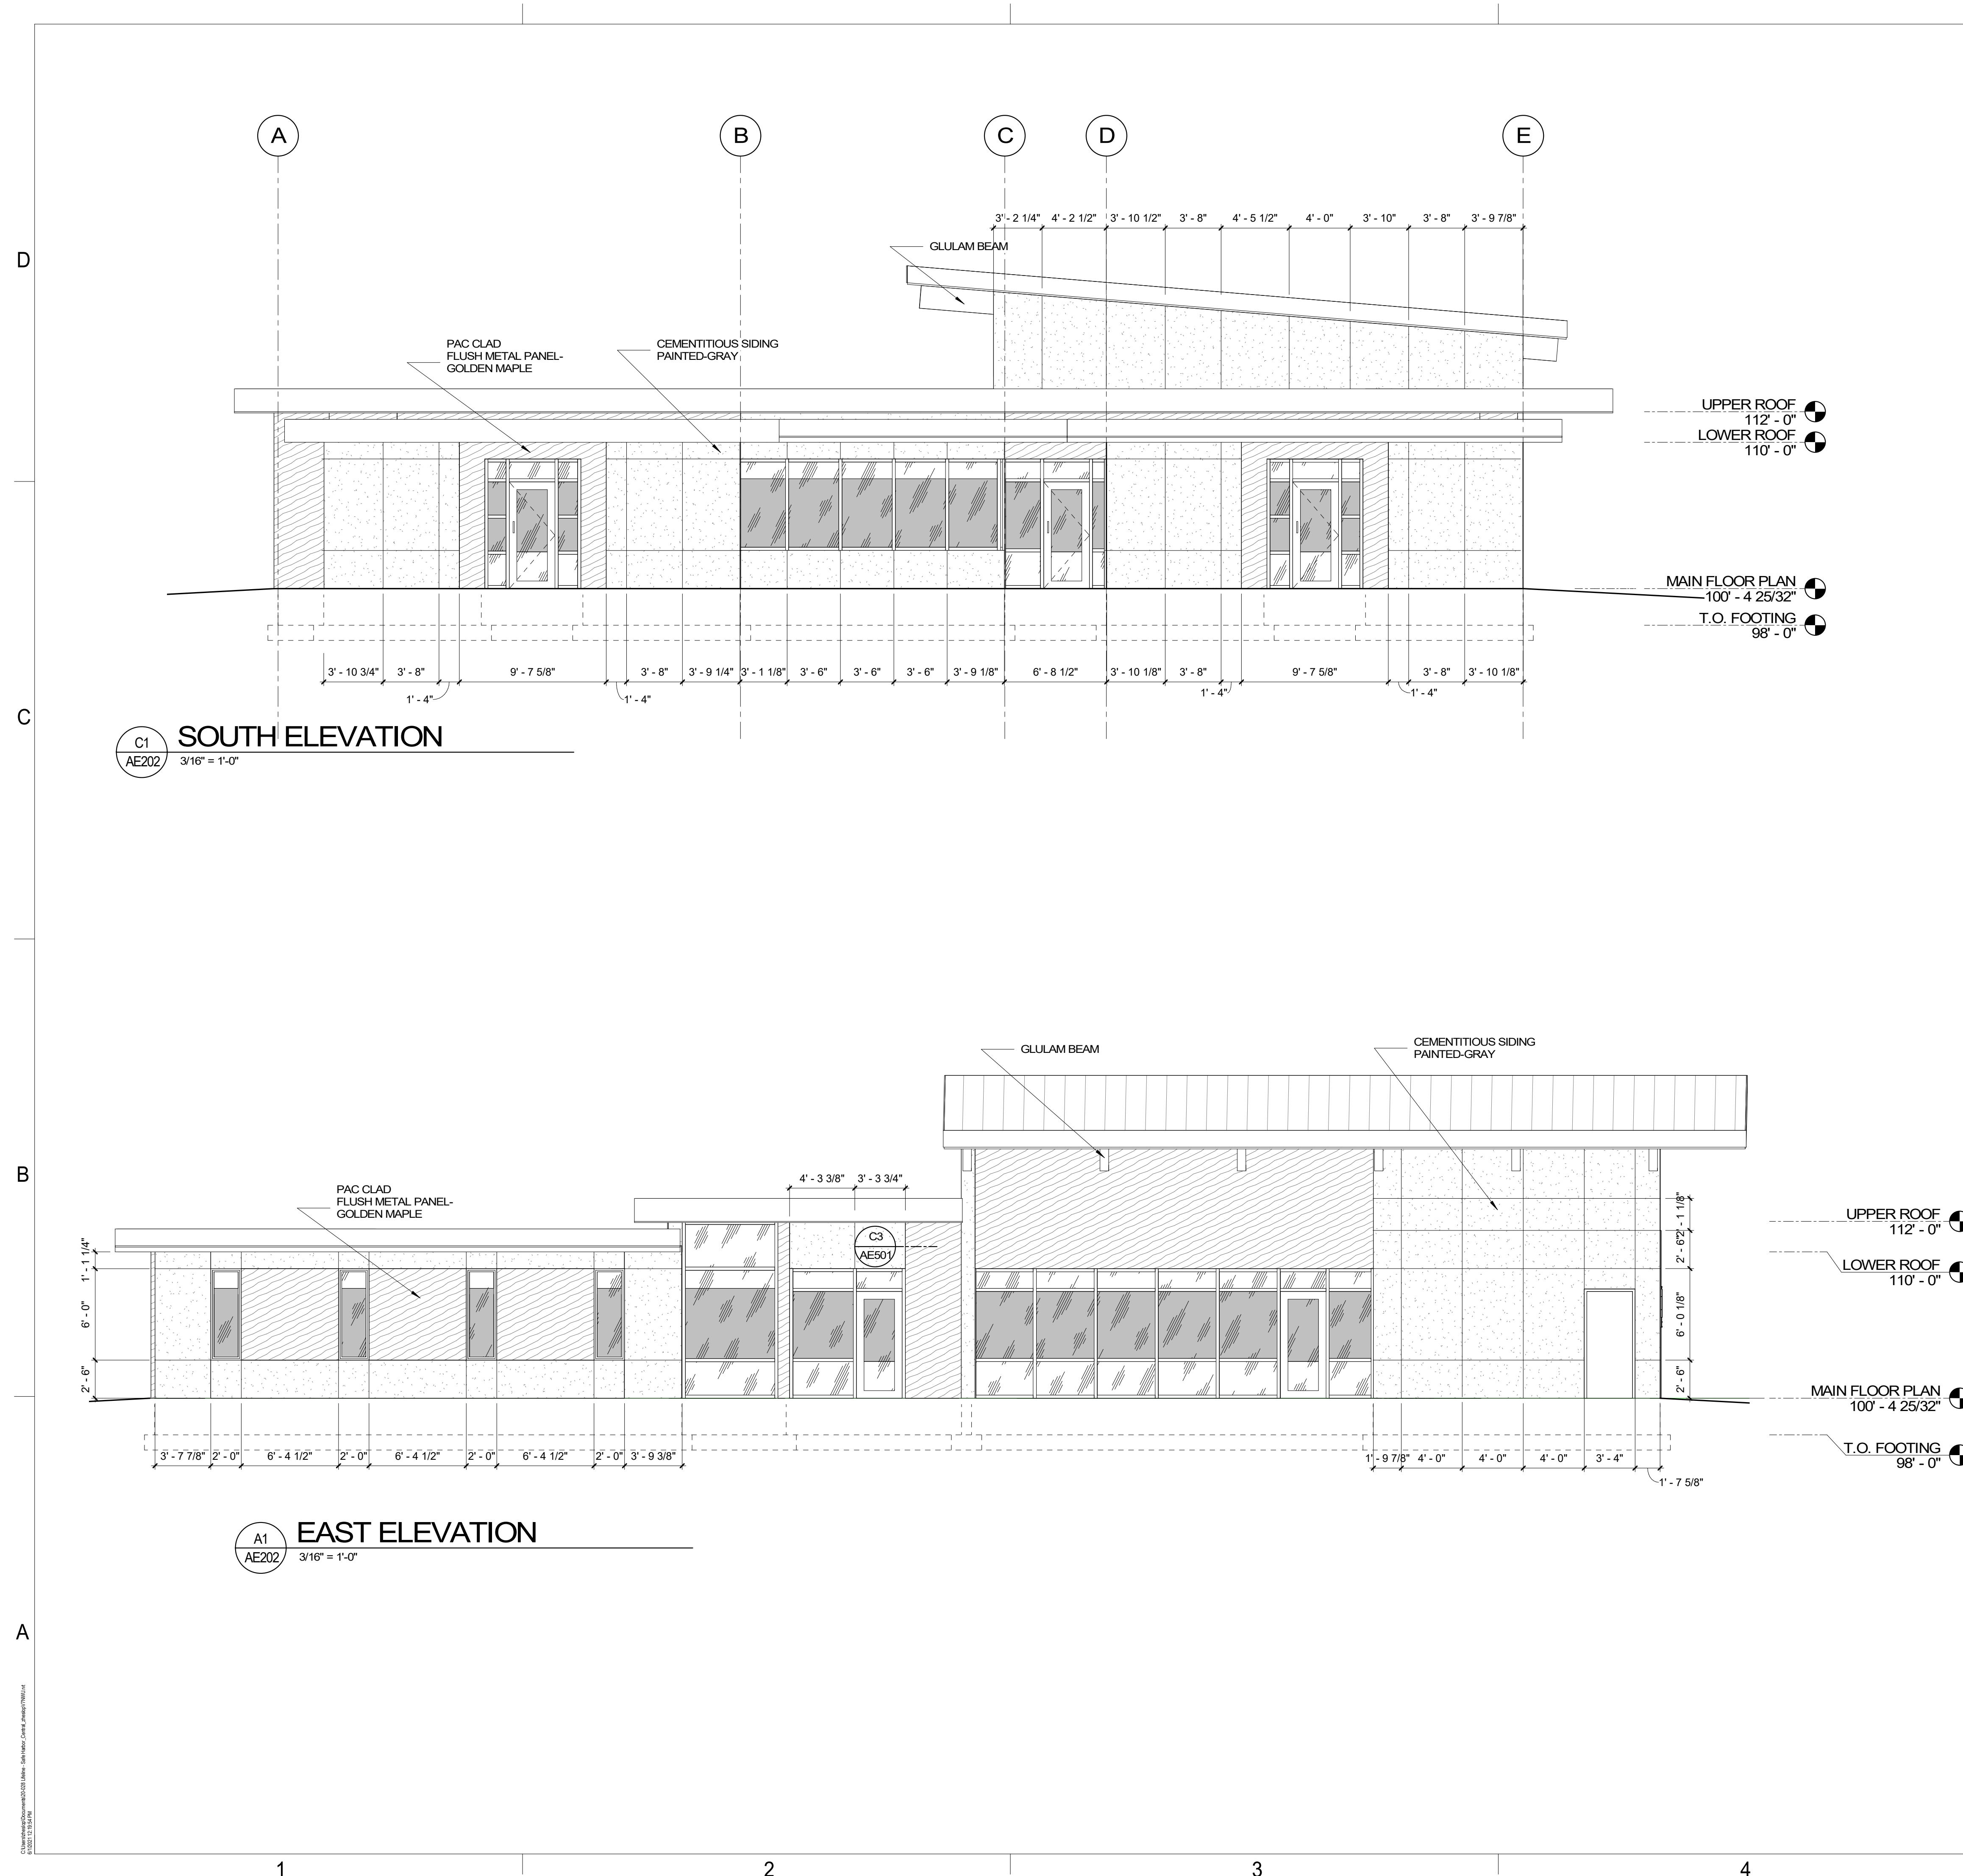 A
B
C
D
E
3' - 2 1/4"
4' - 2 1/2"
3' - 10 1/2"
3' - 8"
4' - 5 1/2"
4' - 0"
3' - 10"
3' - 8"
3' - 9 7/8"
GLULAM BEAM
D
PAC CLAD
FLUSH METAL PANEL-
GOLDEN MAPLE
CEMENTITIOUS SIDING
PAINTED-GRAY
UPPER ROOF
112' - 0"
LOWER ROOF
110' - 0"
MAIN FLOOR PLAN
100' - 4 25/32"
T.O. FOOTING
98' - 0"
3' - 10 3/4"
3' - 8"
9' - 7 5/8"
3' - 8"
3' - 9 1/4"
3' - 1 1/8"
3' - 6"
3' - 6"
3' - 6"
3' - 9 1/8"
6' - 8 1/2"
3' - 10 1/8"
3' - 8"
9' - 7 5/8"
3' - 8"
3' - 10 1/8"
1' - 4"
1' - 4"
1' - 4"
1' - 4"
C
C1
AE202
SOUTH ELEVATION
3/16" = 1'-0"
GLULAM BEAM
CEMENTITIOUS SIDING
PAINTED-GRAY
B
PAC CLAD
FLUSH METAL PANEL-
GOLDEN MAPLE
4' - 3 3/8"
3' - 3 3/4"
C3
AE501
1' - 1 1/4"
6' - 0"
2' - 6"
2' - 1 1/8"
2' - 6"
6' - 0 1/8"
2' - 6"
UPPER ROOF
112' - 0"
LOWER ROOF
110' - 0"
MAIN FLOOR PLAN
100' - 4 25/32"
T.O. FOOTING
98' - 0"
3' - 7 7/8"
2' - 0"
6' - 4 1/2"
2' - 0"
6' - 4 1/2"
2' - 0"
6' - 4 1/2"
2' - 0"
3' - 9 3/8"
1' - 9 7/8"
4' - 0"
4' - 0"
4' - 0"
3' - 4"
1' - 7 5/8"
A1
AE202
EAST ELEVATION
3/16" = 1'-0"
A
1
2
3
4